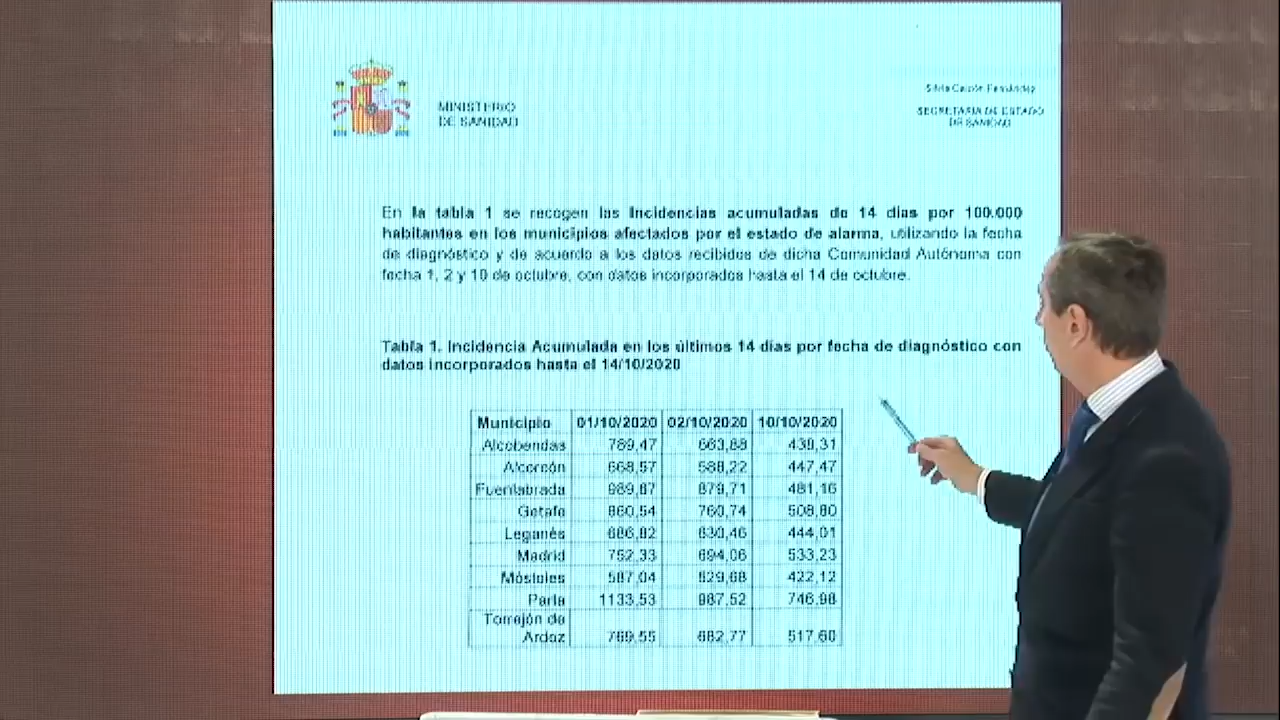 MINISTERIO
DE SANIDAD
Silvia Calzón Fernández
SECRETARIA DE ESTADO
DE SANIDAD
En la tabla 1 se recogen las Incidencias acumuladas de 14 días por 100.000
habitantes en los municipios afectados por el estado de alarma, utilizando la fecha
de diagnóstico y de acuerdo a los datos recibidos de dicha Comunidad Autónoma con
fecha 1, 2 y 10 de octubre, con datos incorporados hasta el 14 de octubre.
Tabla 1. Incidencia Acumulada en los últimos 14 días por fecha de diagnóstico con
datos incorporados hasta el 14/10/2020
Municipio 01/10/2020 02/10/2020 10/10/2020
Alcobendas 789,47 663,88 439,31
Alcorcón 668,57 588,22 447,47
Fuenlabrada 989,87 879,71 481,16
Getafe 860,54 760,74 508,80
Leganés 686,82 630,46 444,01
Madrid 752,33 694,06 533,23
Móstoles 587,04 529,68 422,12
Parla 1133,53 987,52 746,98
Torrejón de
Ardoz 769,55 682,77 517,60